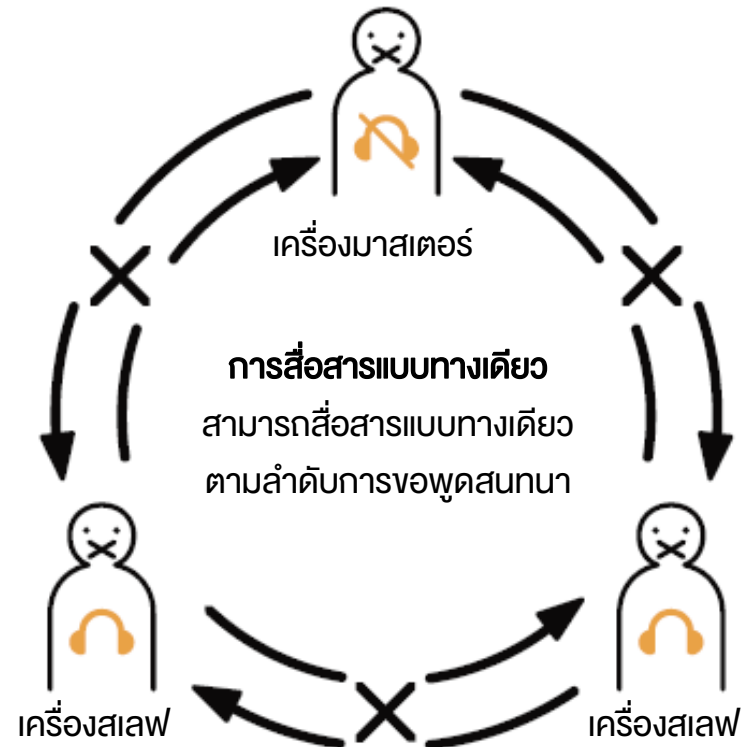 เครื่องมาสเตอร์
การสื่อสารแบบทางเดียว
สามารถสื่อสารแบบทางเดียว
ตามลำดับการขอพูดสนทนา
เครื่องสเลฟ
เครื่องสเลฟ